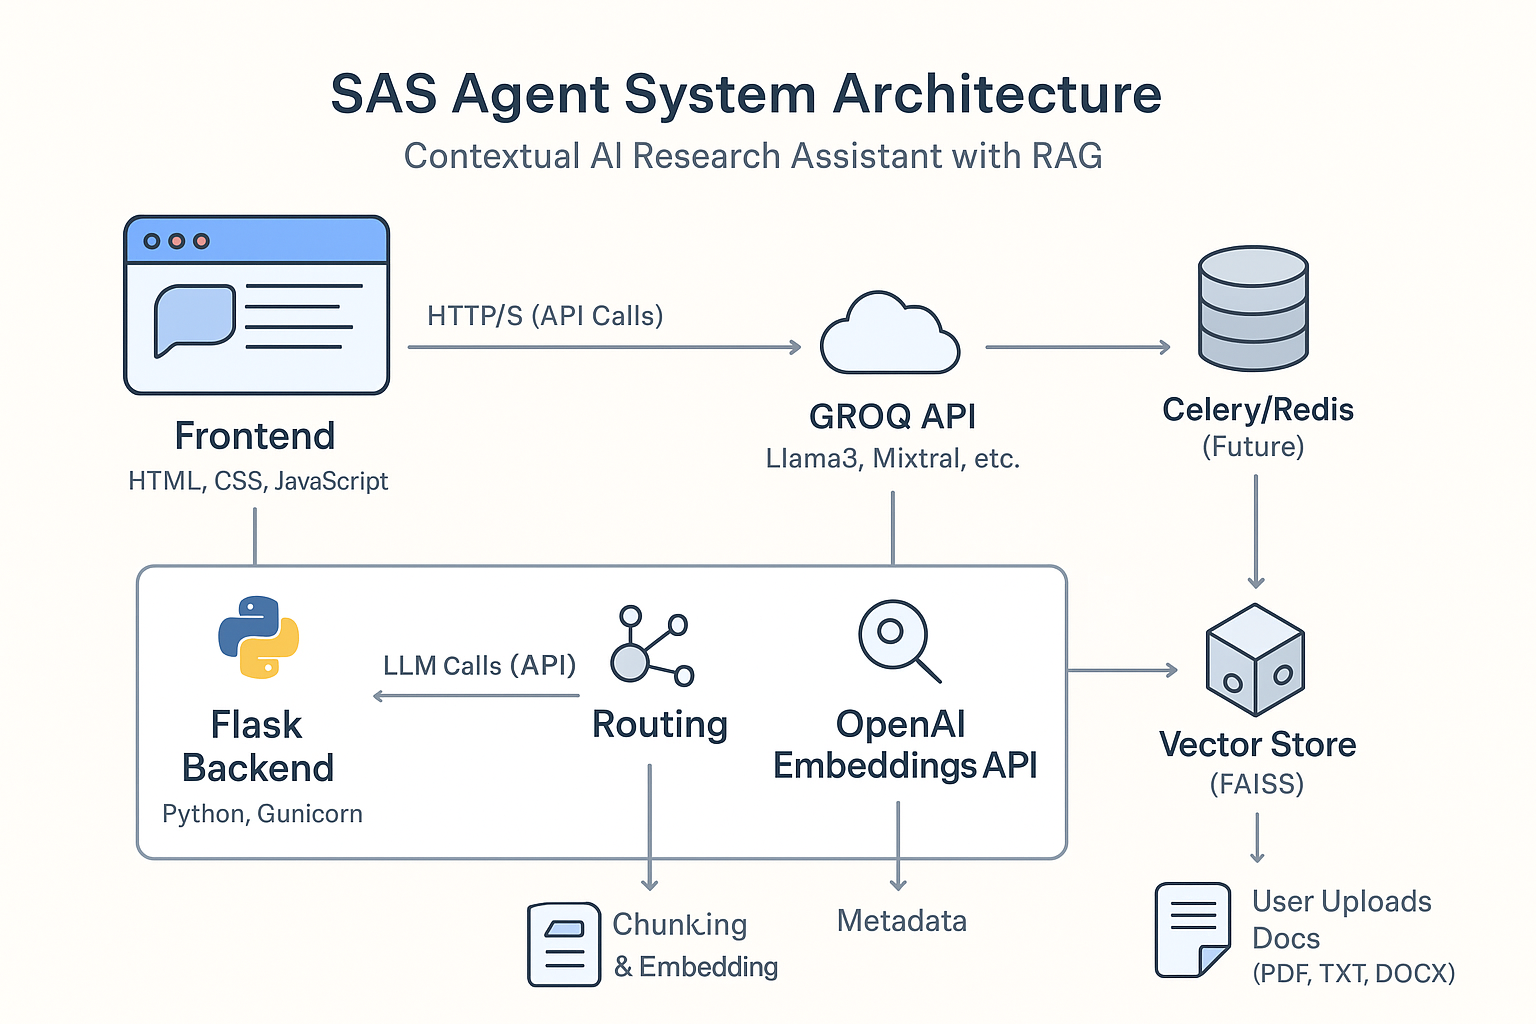 SAS Agent System Architecture
Contextual AI Research Assistant with RAG
HTTP/S (API Calls)
Frontend
HTML, CSS, JavaScript
GROQ API
Llama3, Mixtral, etc.
Celery/Redis
(Future)
LLM Calls (API)
Flask
Backend
Python, Gunicorn
Routing
OpenAI
Embeddings API
Vector Store
(FAISS)
Chunking
& Embedding
Metadata
User Uploads
Docs
(PDF, TXT, DOCX)